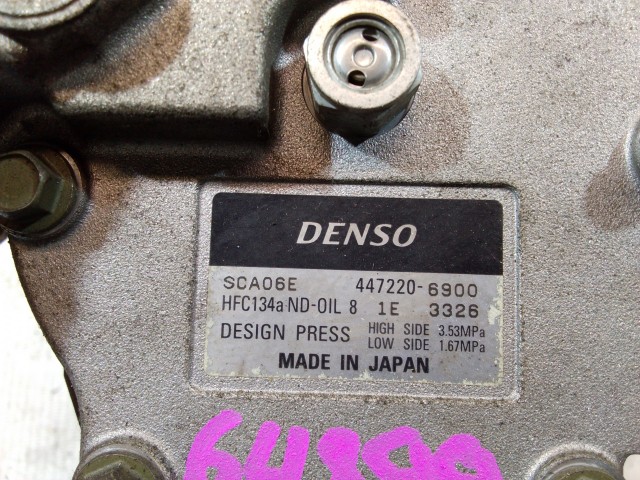 DENSO
SCA06E 447220-6900
HFC134a ND-OIL 8 1E 3326
DESIGN PRESS HIGH SIDE 3.53MPa
LOW SIDE 1.67MPa
MADE IN JAPAN